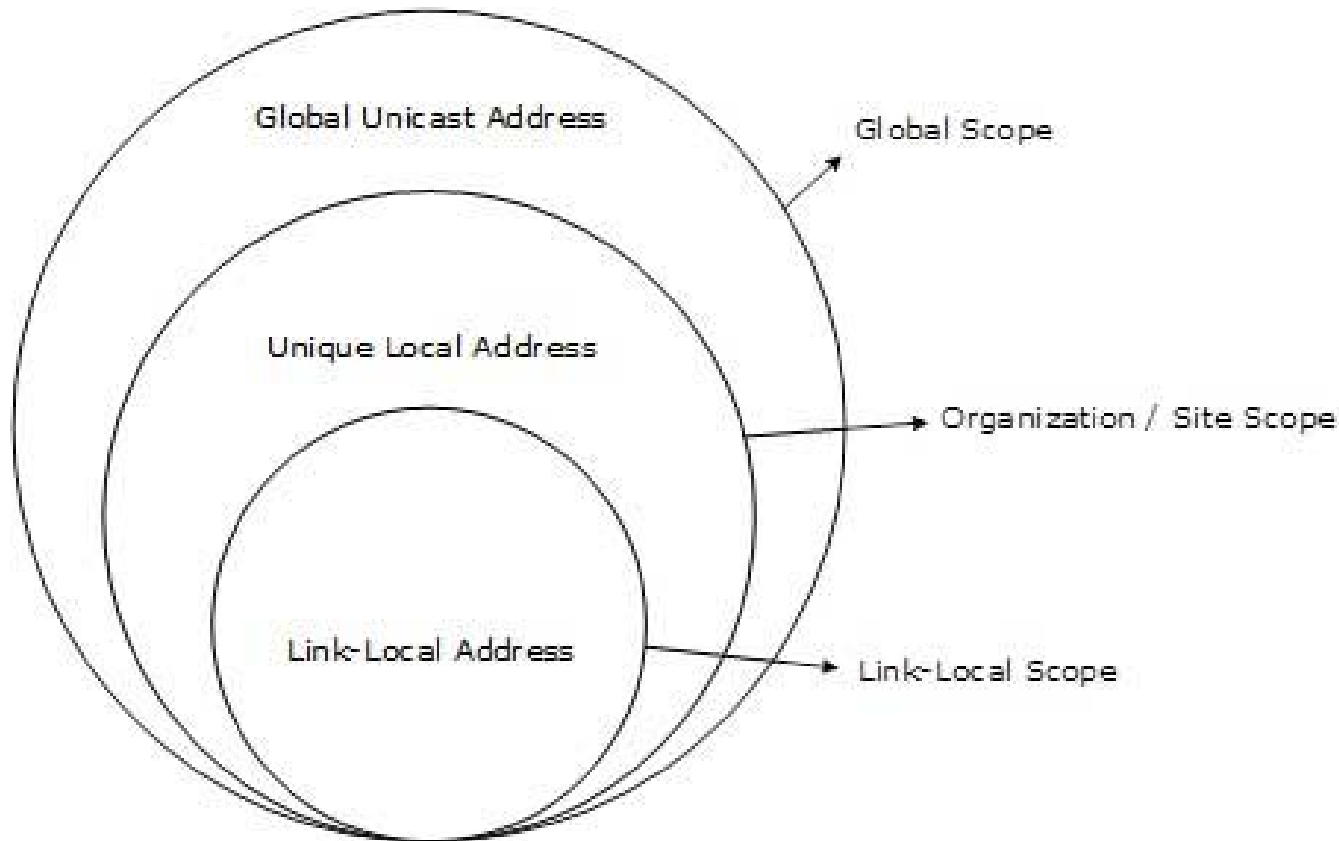 Global Unicast Address
Global Scope
Unique Local Address
Organization / Site Scope
Link-Local Address
Link-Local Scope